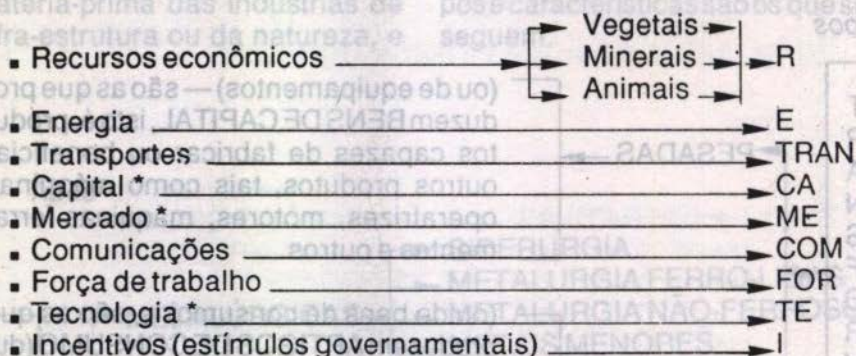 Vegetais
▪ Recursos econômicos Minerais R
Animais
▪ Energia E
▪ Transportes TRAN
▪ Capital * CA
▪ Mercado * ME
▪ Comunicações COM
▪ Força de trabalho FOR
▪ Tecnologia * TE
▪ Incentivos (estímulos governamentais) I